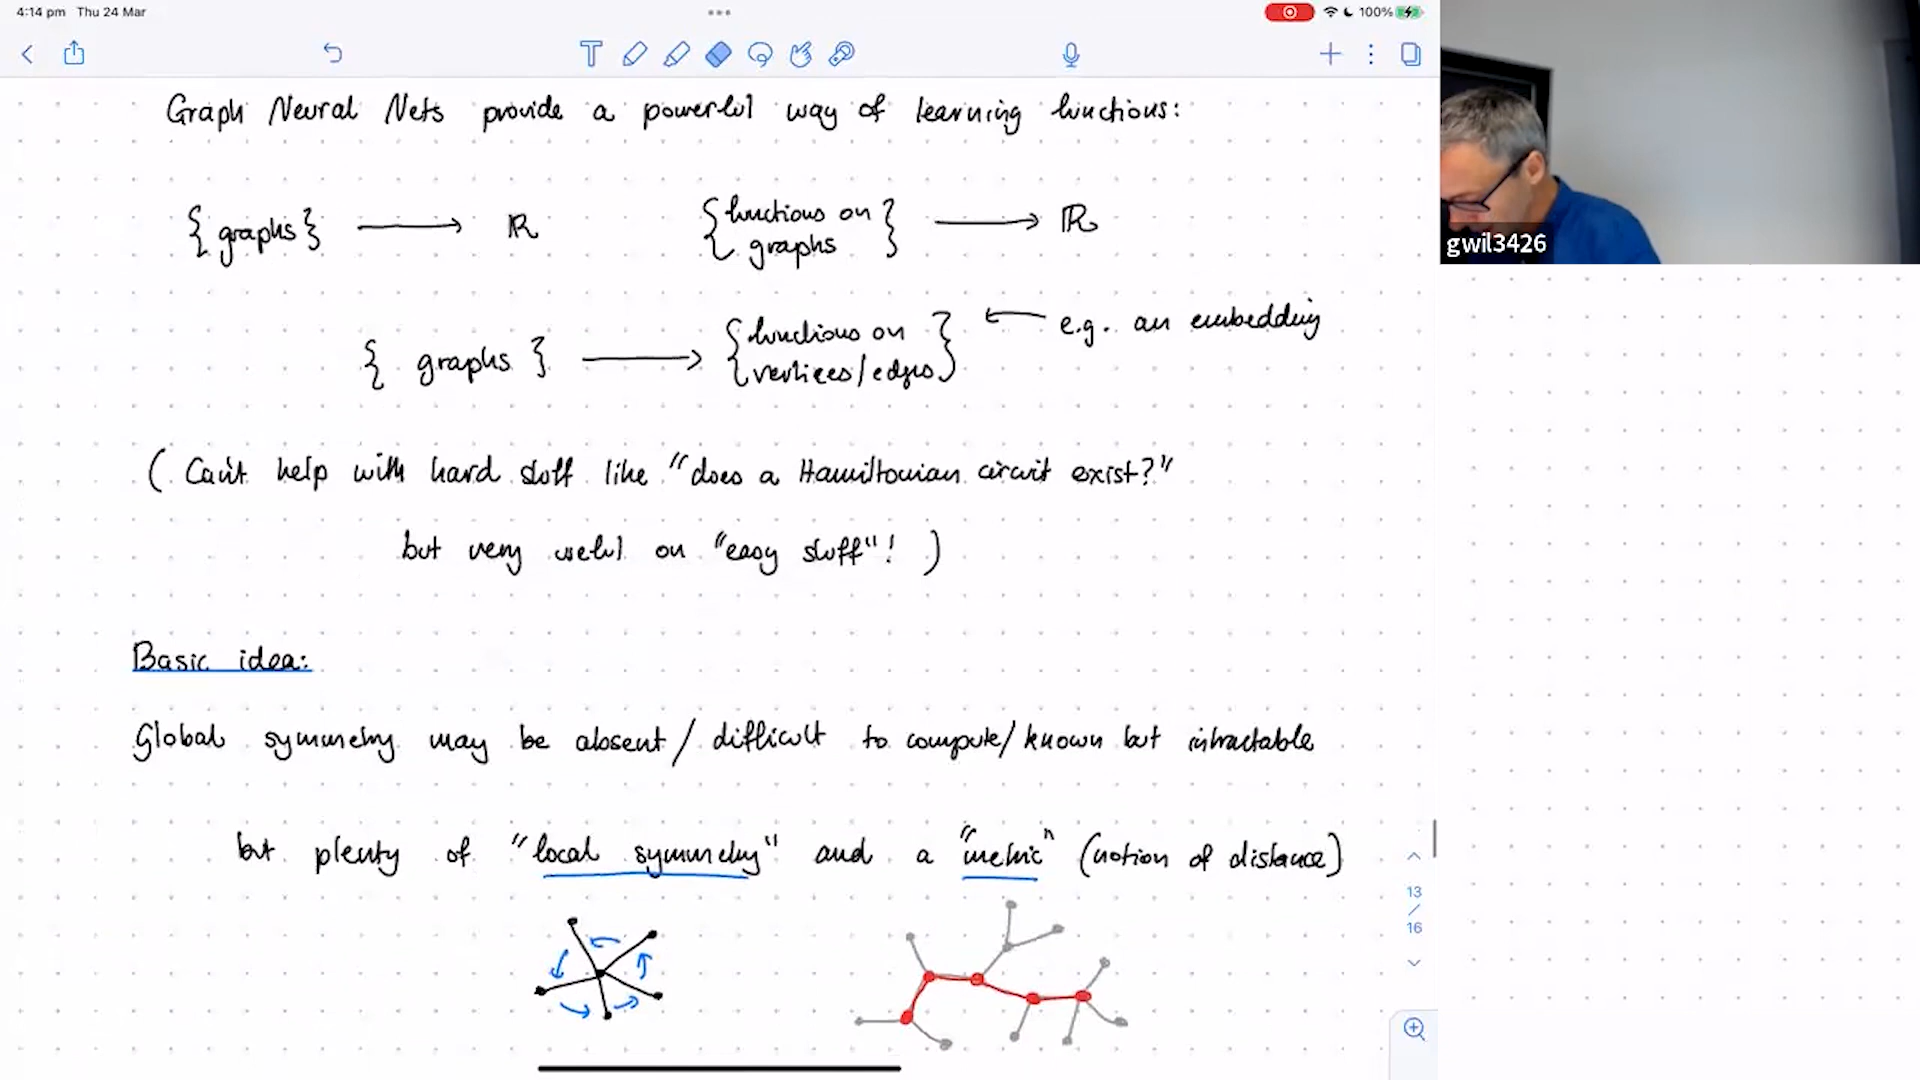 4:14 pm Thu 24 Mar
100%
Graph Neural Nets provide a powerful way of learning functions:
{graphs} → ℝ {functions on graphs} → ℝ
{ graphs } → {functions on vertices/edges} ← e.g. an embedding
( Can't help with hard stuff like "does a Hamiltonian circuit exist?"
but very useful on "easy stuff"! )
Basic idea:
Global symmetry may be absent/ difficult to compute/ known but intractable
but plenty of "local symmetry" and a "metric" (notion of distance)
13
/
16
gwil3426